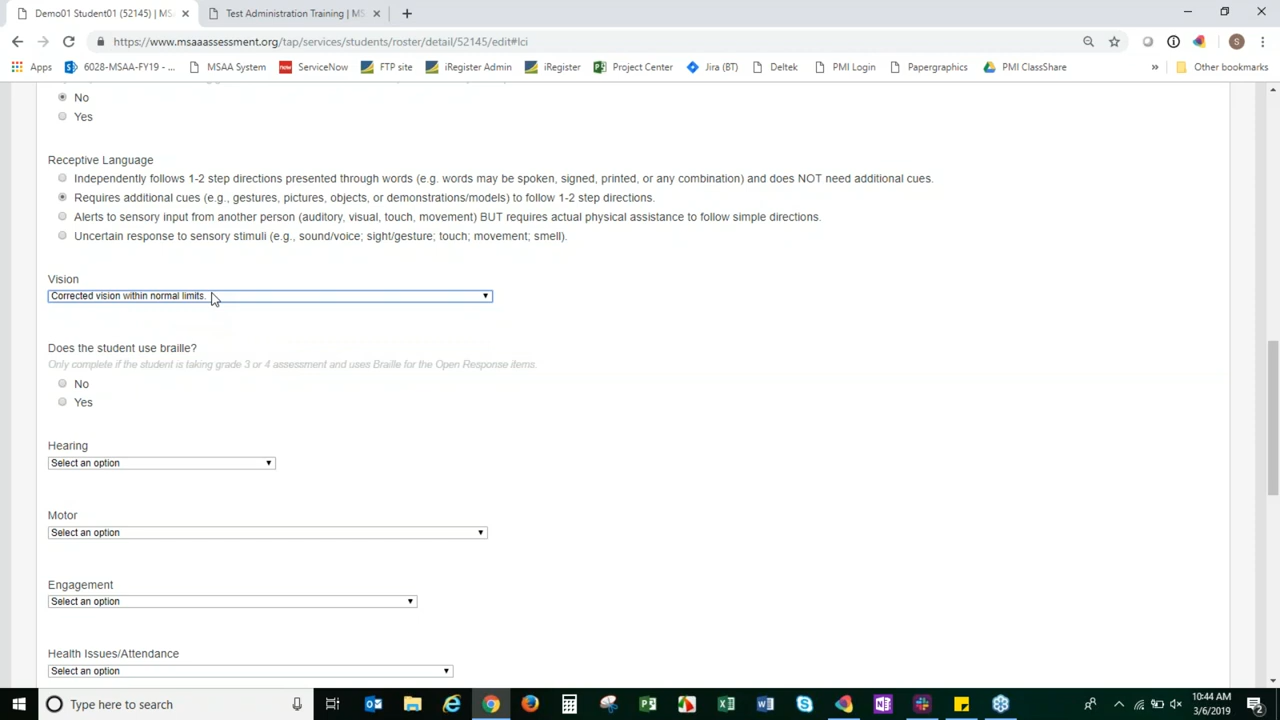 Demo01 Student01 (52145) | MS
Test Administration Training | MS
https://www.msaaassessment.org/tap/services/students/roster/detail/52145/edit#lci
S
Apps
6028-MSAA-FY19 - ...
MSAA System
now
ServiceNow
FTP site
iRegister Admin
iRegister
Project Center
Jira (BT)
Deltek
PMI Login
Papergraphics
PMI ClassShare
»
Other bookmarks
No
Yes
Receptive Language
Independently follows 1-2 step directions presented through words (e.g. words may be spoken, signed, printed, or any combination) and does NOT need additional cues.
Requires additional cues (e.g., gestures, pictures, objects, or demonstrations/models) to follow 1-2 step directions.
Alerts to sensory input from another person (auditory, visual, touch, movement) BUT requires actual physical assistance to follow simple directions.
Uncertain response to sensory stimuli (e.g., sound/voice; sight/gesture; touch; movement; smell).
Vision
Corrected vision within normal limits.
Does the student use braille?
Only complete if the student is taking grade 3 or 4 assessment and uses Braille for the Open Response items.
No
Yes
Hearing
Select an option
Motor
Select an option
Engagement
Select an option
Health Issues/Attendance
Select an option
Type here to search
10:44 AM
3/6/2019
2